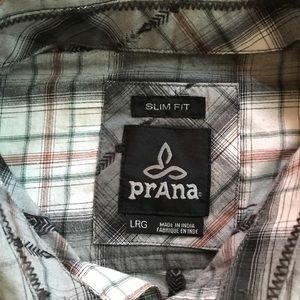 SLIM FIT
prAna
LRG
MADE IN INDIA
FABRIQUÉ EN INDE